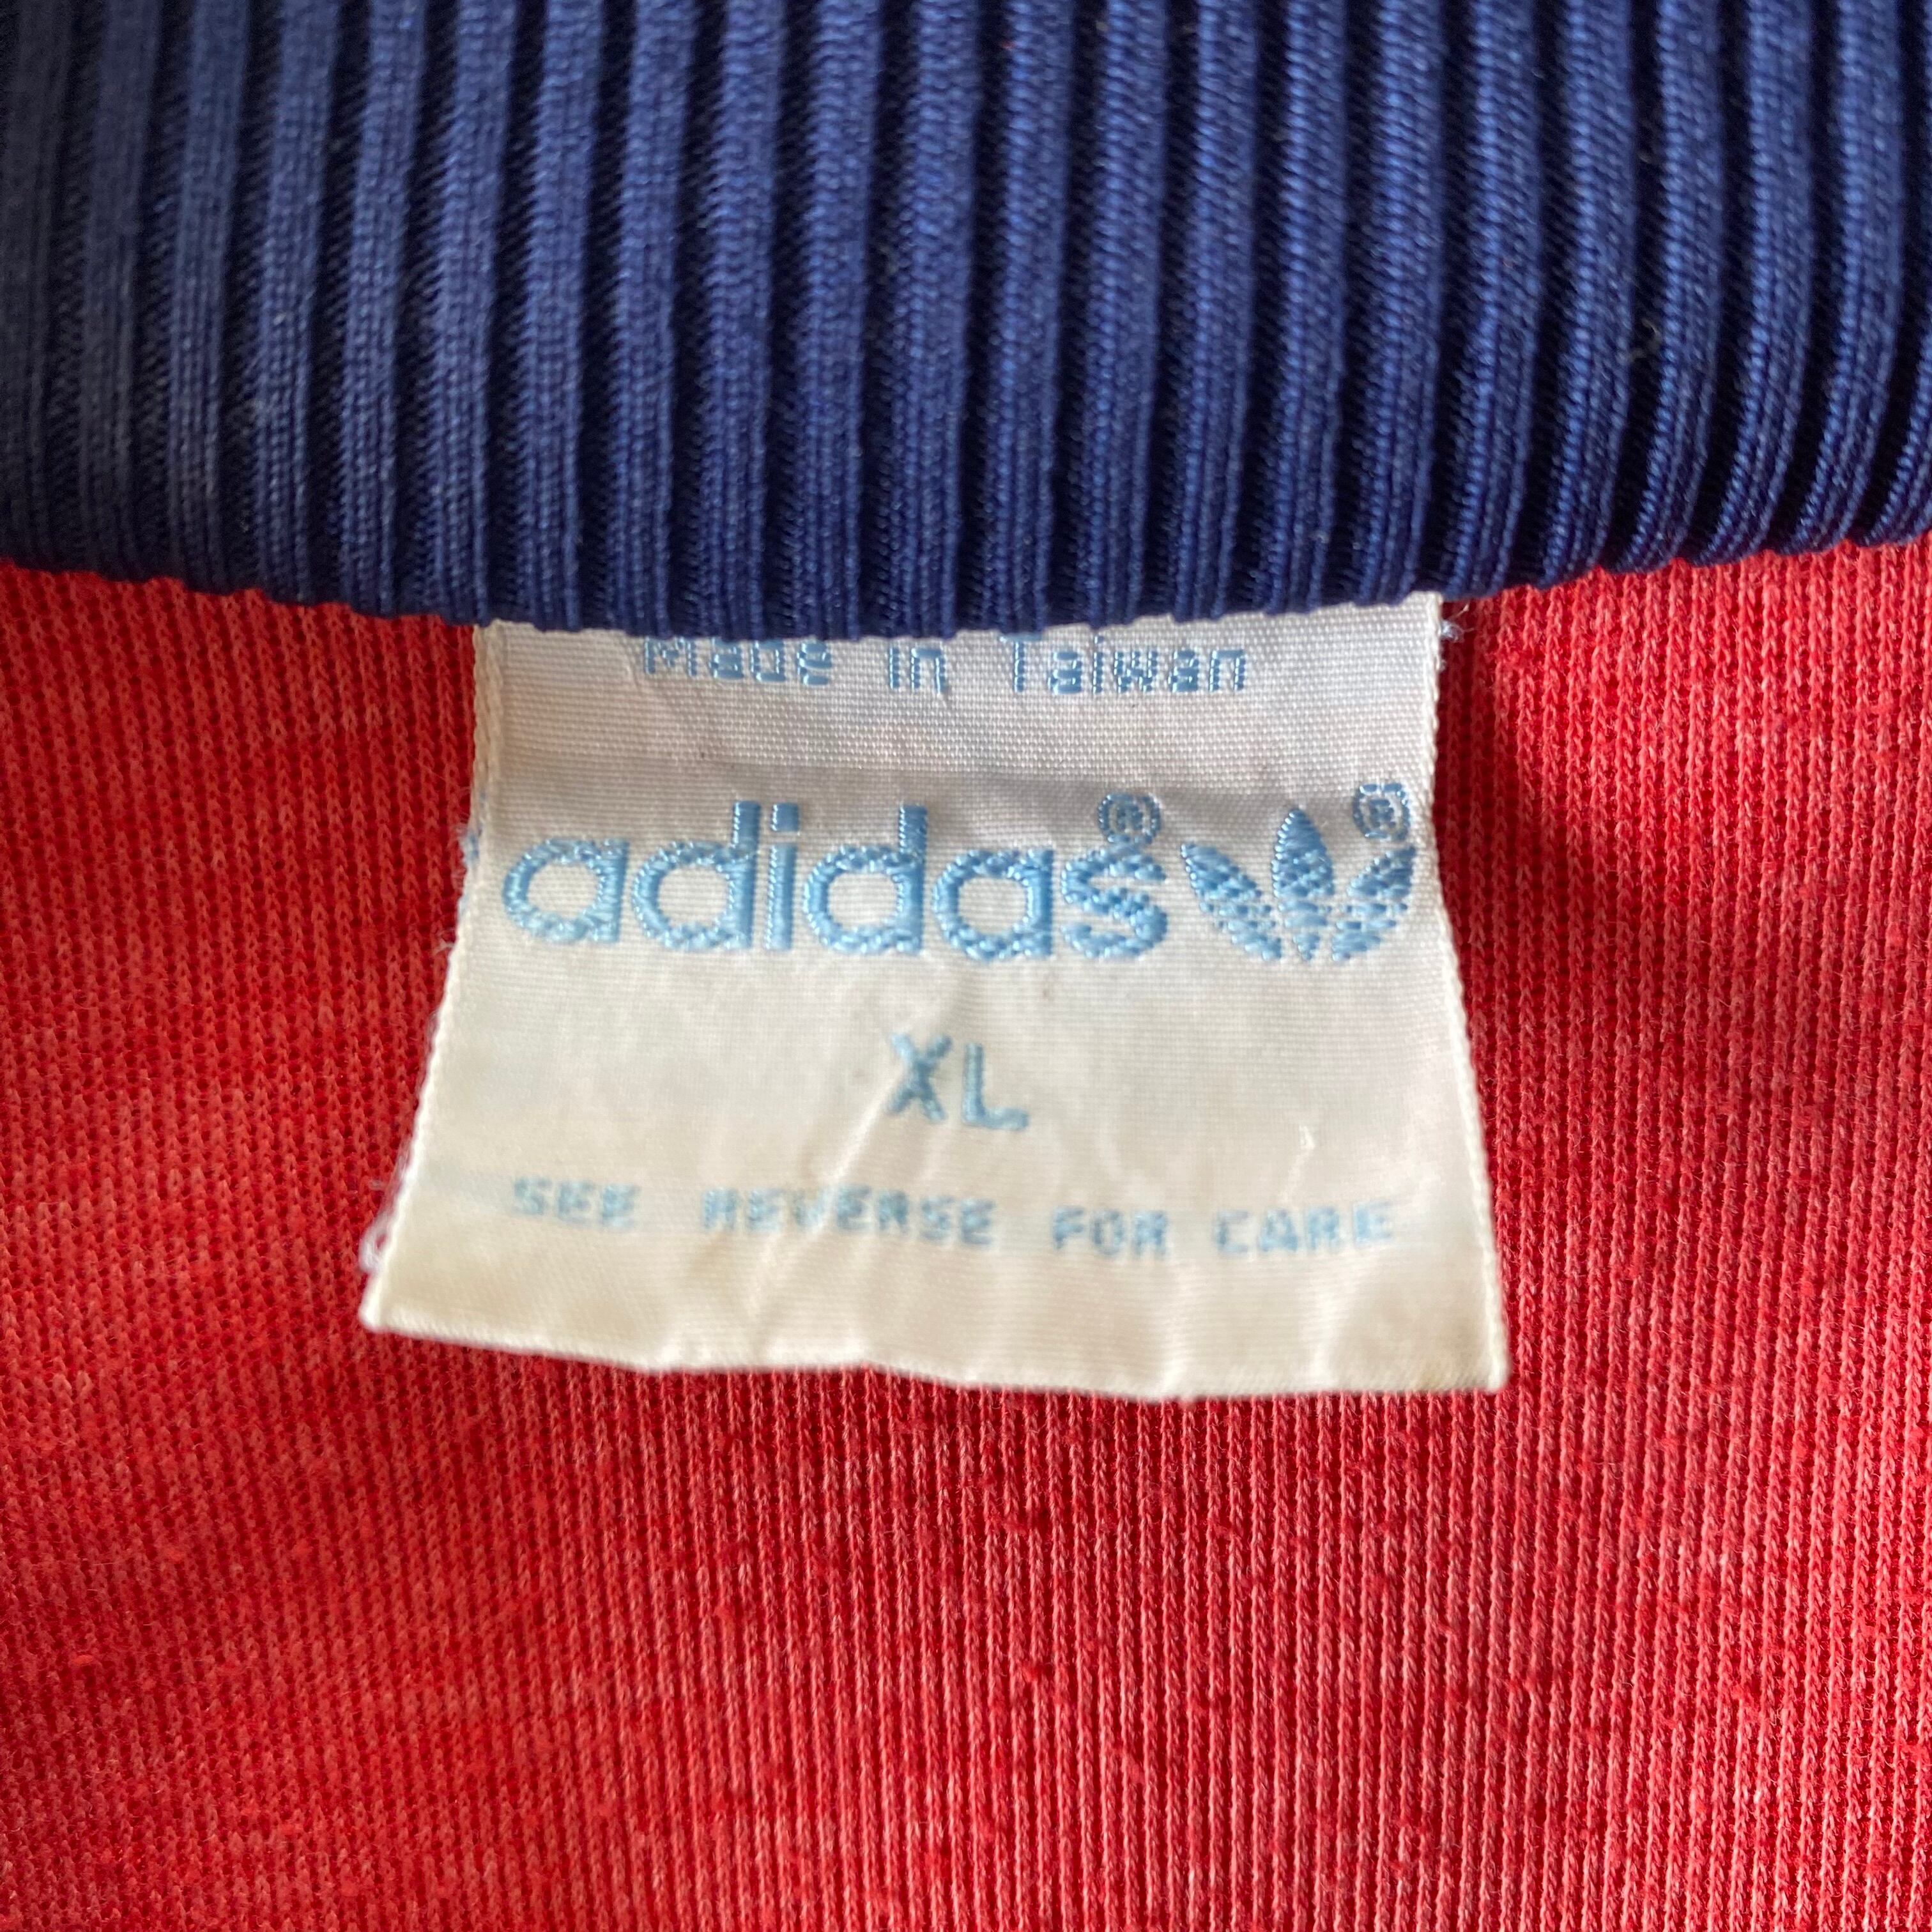 Made in Taiwan
adidas® ®
XL
SEE REVERSE FOR CARE